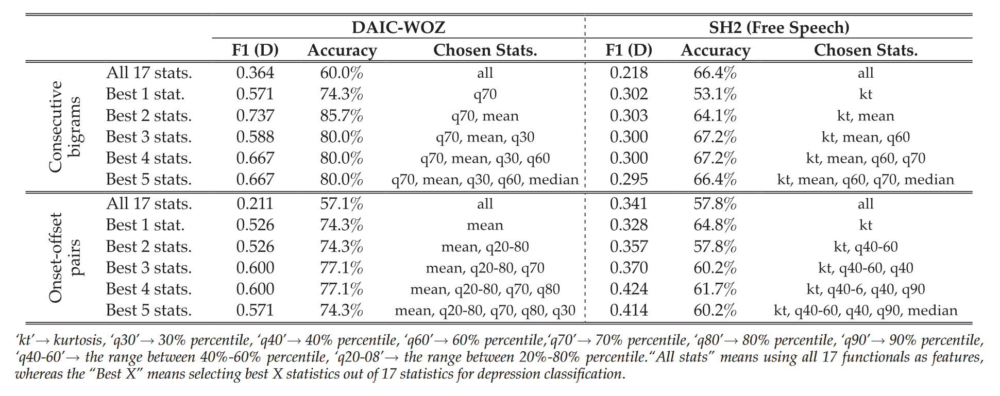 DAIC-WOZ SH2 (Free Speech)
F1 (D) Accuracy Chosen Stats. F1 (D) Accuracy Chosen Stats.
Consecutive bigrams
All 17 stats. 0.364 60.0% all 0.218 66.4% all
Best 1 stat. 0.571 74.3% q70 0.302 53.1% kt
Best 2 stats. 0.737 85.7% q70, mean 0.303 64.1% kt, mean
Best 3 stats. 0.588 80.0% q70, mean, q30 0.300 67.2% kt, mean, q60
Best 4 stats. 0.667 80.0% q70, mean, q30, q60 0.300 67.2% kt, mean, q60, q70
Best 5 stats. 0.667 80.0% q70, mean, q30, q60, median 0.295 66.4% kt, mean, q60, q70, median
Onset-offset pairs
All 17 stats. 0.211 57.1% all 0.341 57.8% all
Best 1 stat. 0.526 74.3% mean 0.328 64.8% kt
Best 2 stats. 0.526 74.3% mean, q20-80 0.357 57.8% kt, q40-60
Best 3 stats. 0.600 77.1% mean, q20-80, q70 0.370 60.2% kt, q40-60, q40
Best 4 stats. 0.600 77.1% mean, q20-80, q70, q80 0.424 61.7% kt, q40-6, q40, q90
Best 5 stats. 0.571 74.3% mean, q20-80, q70, q80, q30 0.414 60.2% kt, q40-60, q40, q90, median
‘kt’→ kurtosis, ‘q30’→ 30% percentile, ‘q40’→ 40% percentile, ‘q60’→ 60% percentile,‘q70’→ 70% percentile, ‘q80’→ 80% percentile, ‘q90’→ 90% percentile,
‘q40-60’→ the range between 40%-60% percentile, ‘q20-08’→ the range between 20%-80% percentile.“All stats” means using all 17 functionals as features,
whereas the “Best X” means selecting best X statistics out of 17 statistics for depression classification.